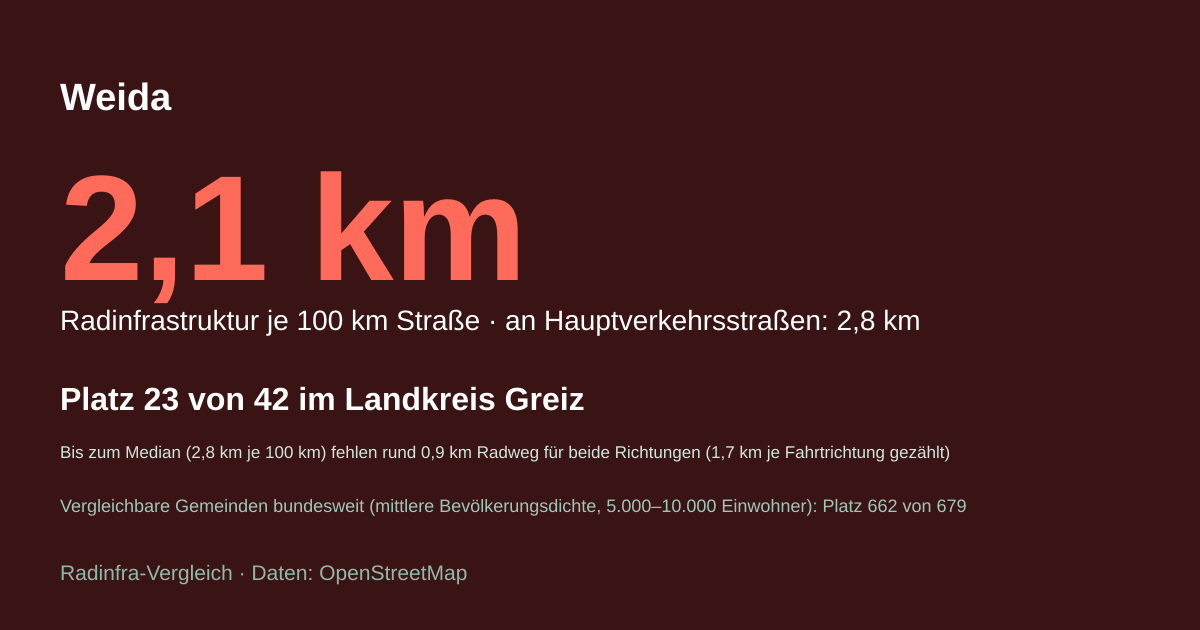 Weida
2,1 km
Radinfrastruktur je 100 km Straße · an Hauptverkehrsstraßen: 2,8 km
Platz 23 von 42 im Landkreis Greiz
Bis zum Median (2,8 km je 100 km) fehlen rund 0,9 km Radweg für beide Richtungen (1,7 km je Fahrtrichtung gezählt)
Vergleichbare Gemeinden bundesweit (mittlere Bevölkerungsdichte, 5.000–10.000 Einwohner): Platz 662 von 679
Radinfra-Vergleich · Daten: OpenStreetMap